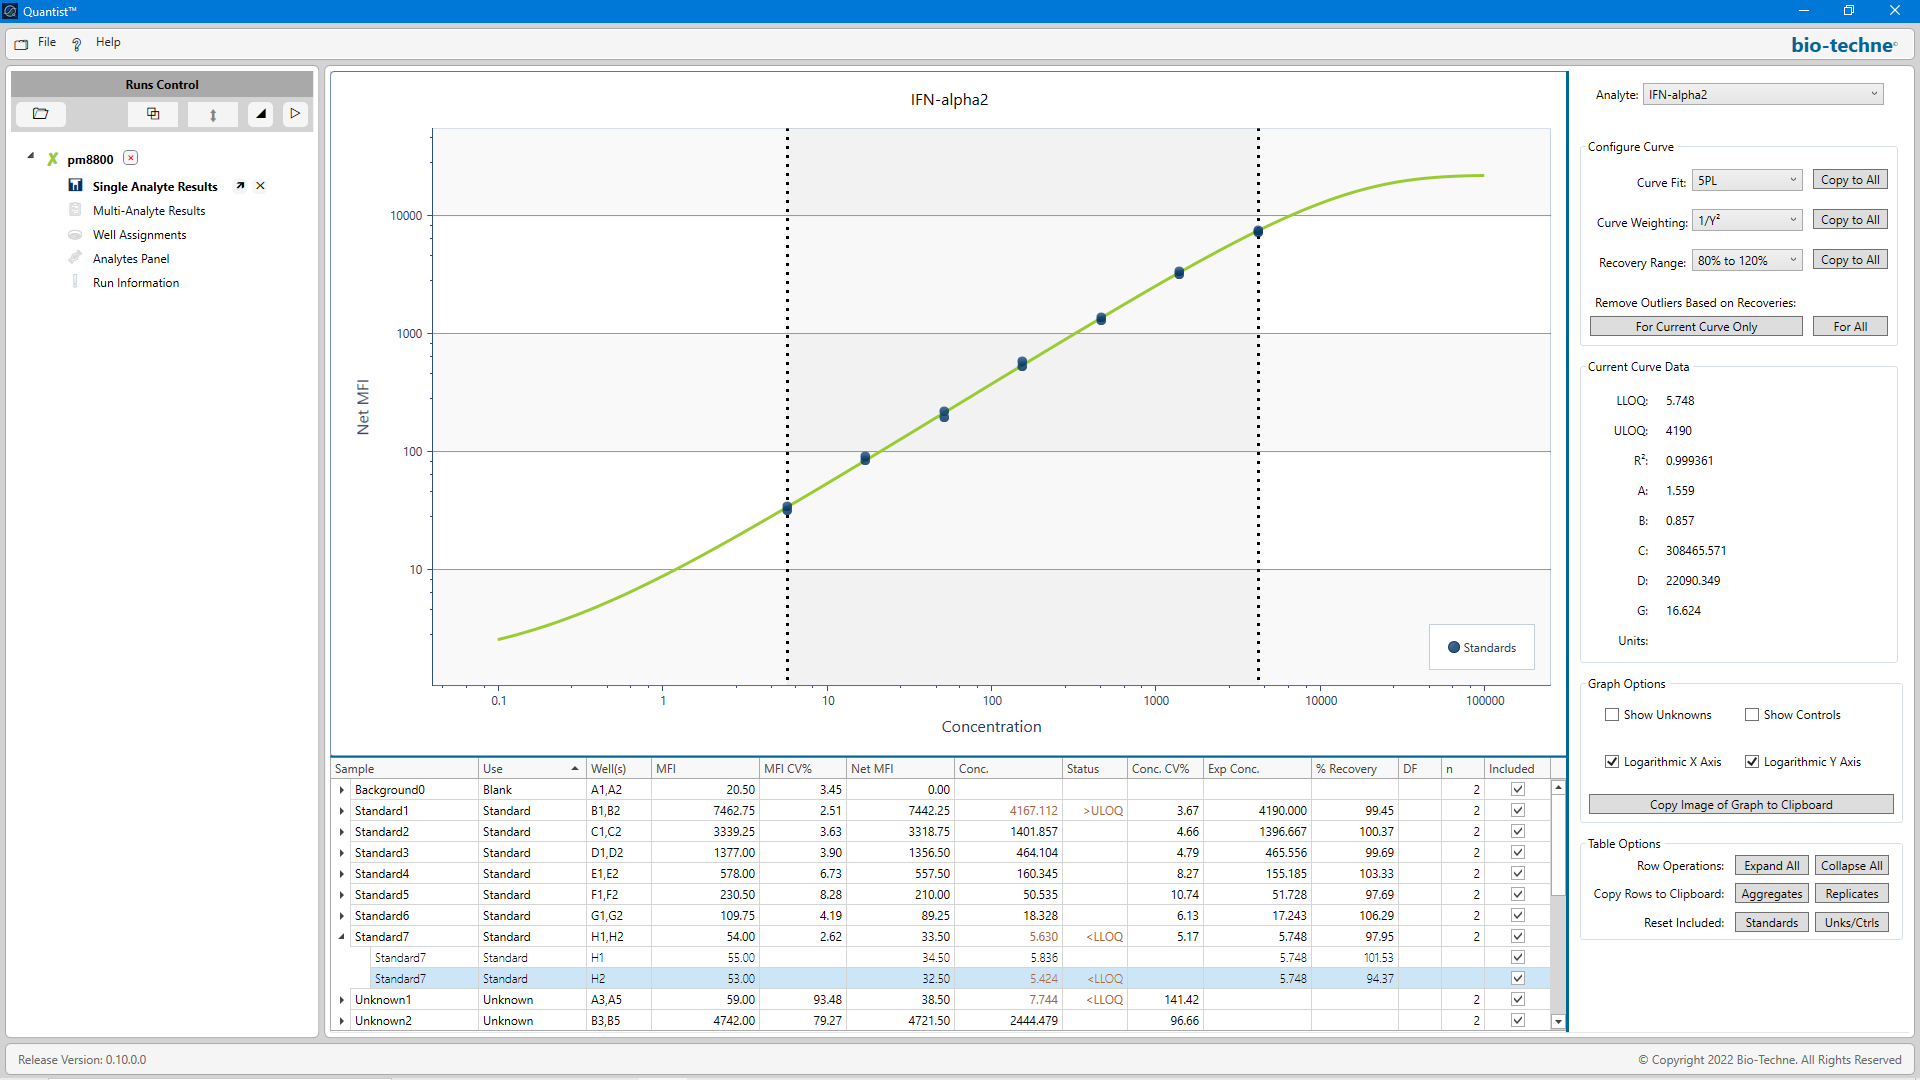 Quantist™
File Help
bio-techne
Runs Control
pm8800
Single Analyte Results
Multi-Analyte Results
Well Assignments
Analytes Panel
Run Information
IFN-alpha2
Net MFI
10000
1000
100
10
0.1 1 10 100 1000 10000 100000
Concentration
Standards
Sample Use Well(s) MFI MFI CV% Net MFI Conc. Status Conc. CV% Exp Conc. % Recovery DF n Included
Background0 Blank A1,A2 20.50 3.45 0.00 2
Standard1 Standard B1,B2 7462.75 2.51 7442.25 4167.112 >ULOQ 3.67 4190.000 99.45 2
Standard2 Standard C1,C2 3339.25 3.63 3318.75 1401.857 4.66 1396.667 100.37 2
Standard3 Standard D1,D2 1377.00 3.90 1356.50 464.104 4.79 465.556 99.69 2
Standard4 Standard E1,E2 578.00 6.73 557.50 160.345 8.27 155.185 103.33 2
Standard5 Standard F1,F2 230.50 8.28 210.00 50.535 10.74 51.728 97.69 2
Standard6 Standard G1,G2 109.75 4.19 89.25 18.328 6.13 17.243 106.29 2
Standard7 Standard H1,H2 54.00 2.62 33.50 5.630 <LLOQ 5.17 5.748 97.95 2
Standard7 Standard H1 55.00 34.50 5.836 5.748 101.53
Standard7 Standard H2 53.00 32.50 5.424 <LLOQ 5.748 94.37
Unknown1 Unknown A3,A5 59.00 93.48 38.50 7.744 <LLOQ 141.42 2
Unknown2 Unknown B3,B5 4742.00 79.27 4721.50 2444.479 96.66 2
Analyte: IFN-alpha2
Configure Curve
Curve Fit: 5PL Copy to All
Curve Weighting: 1/Y² Copy to All
Recovery Range: 80% to 120% Copy to All
Remove Outliers Based on Recoveries:
For Current Curve Only For All
Current Curve Data
LLOQ: 5.748
ULOQ: 4190
R²: 0.999361
A: 1.559
B: 0.857
C: 308465.571
D: 22090.349
G: 16.624
Units:
Graph Options
Show Unknowns Show Controls
Logarithmic X Axis Logarithmic Y Axis
Copy Image of Graph to Clipboard
Table Options
Row Operations: Expand All Collapse All
Copy Rows to Clipboard: Aggregates Replicates
Reset Included: Standards Unks/Ctrls
Release Version: 0.10.0.0
© Copyright 2022 Bio-Techne. All Rights Reserved